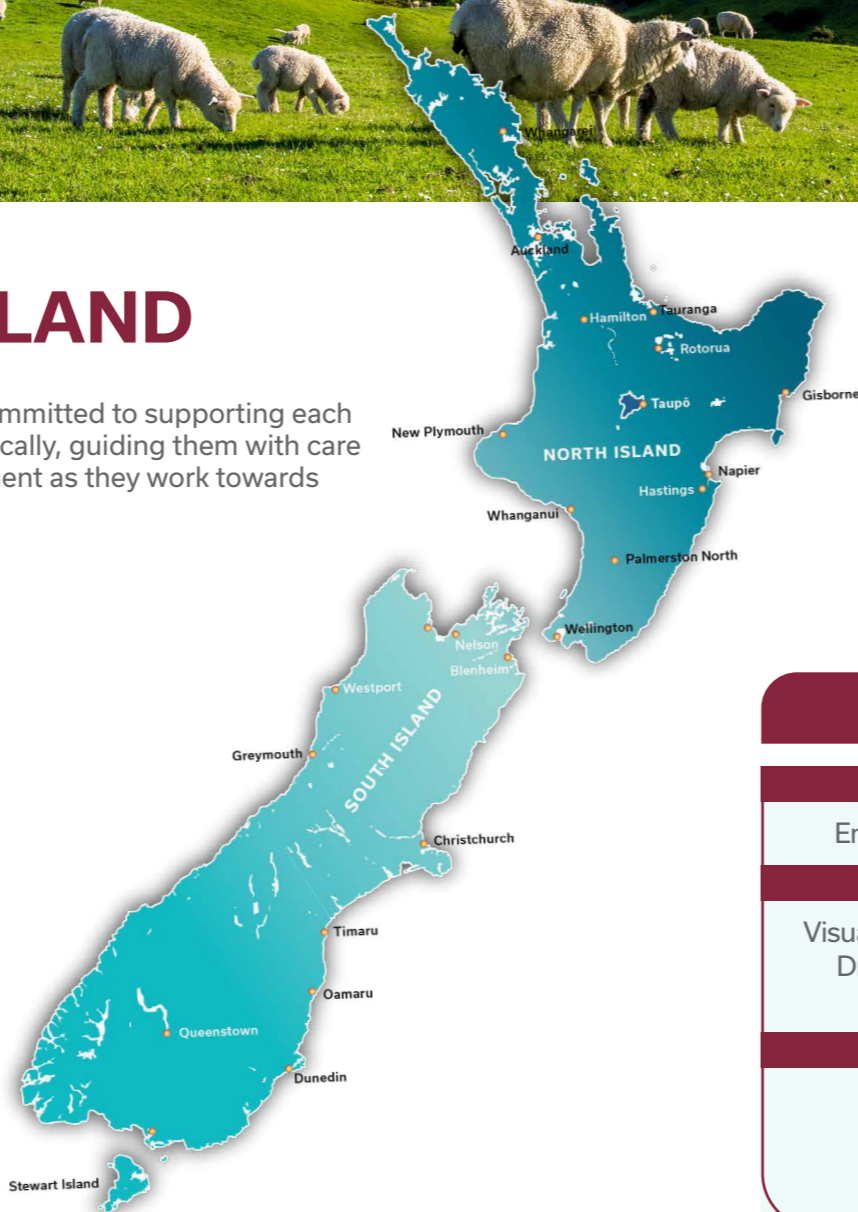 Whangarei
Auckland
LAND
Hamilton
Tauranga
Rotorua
mmitted to supporting each
cally, guiding them with care
ent as they work towards
Taupō
Gisborne
New Plymouth
NORTH ISLAND
Napier
Hastings
Whanganui
Palmerston North
Wellington
Nelson
Blenheim
Westport
SOUTH ISLAND
Greymouth
Christchurch
Er
Timaru
Visua
D
Oamaru
Queenstown
Dunedin
Stewart Island